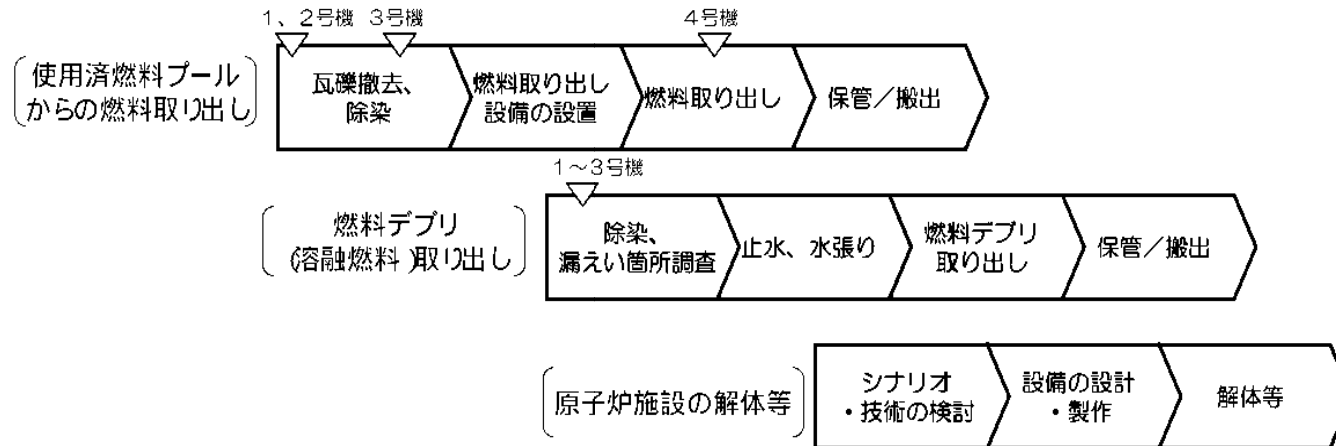 1、2号機 3号機 4号機
使用済燃料プール
からの燃料取り出し
瓦礫撤去、
除染
燃料取り出し
設備の設置
燃料取り出し
保管／搬出
1～3号機
燃料デブリ
(溶融燃料)取り出し
除染、
漏えい箇所調査
止水、水張り
燃料デブリ
取り出し
保管／搬出
原子炉施設の解体等
シナリオ
・技術の検討
設備の設計
・製作
解体等